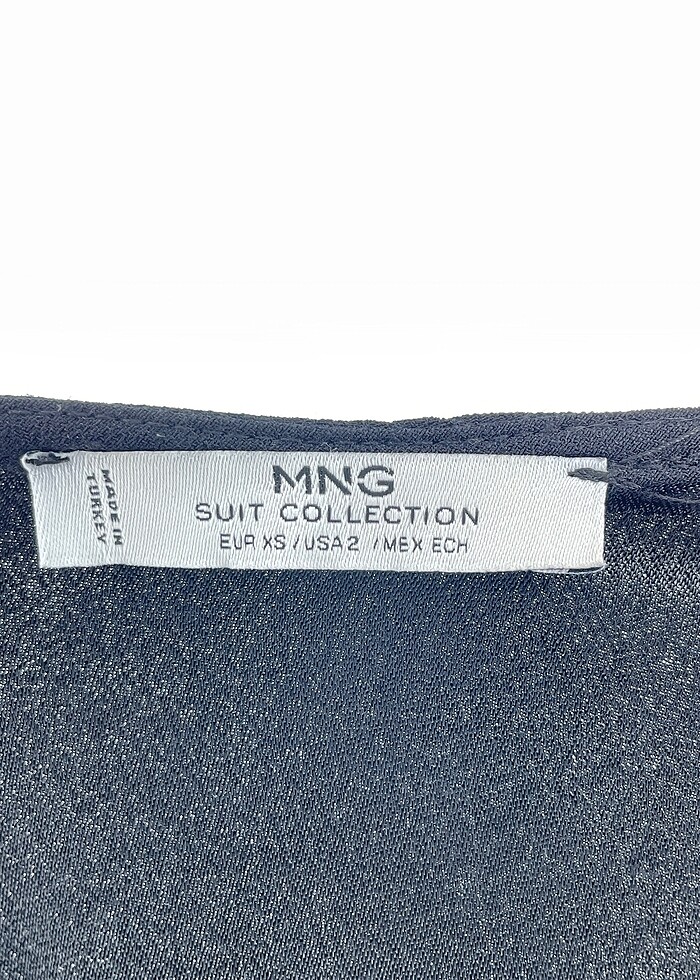 MNG
SUIT COLLECTION
EUR XS / USA 2 / MEX ECH
MADE IN
TURKEY